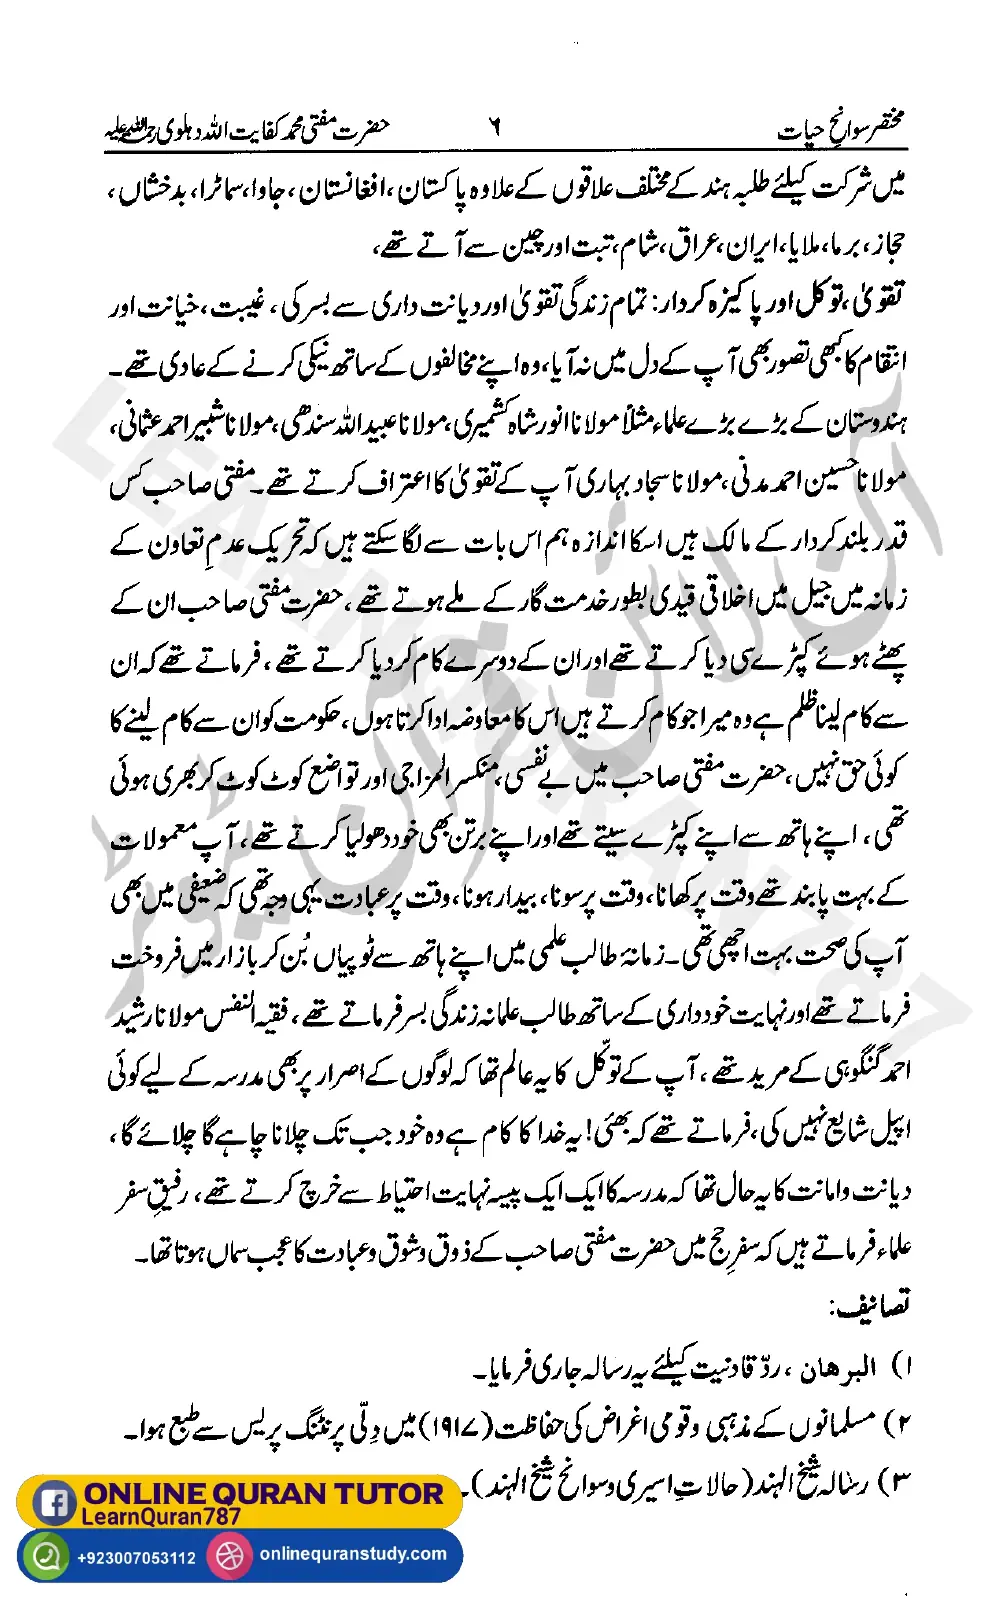 مختصر سوانح حیات
۶
حضرت مفتی محمد کفایت اللہ دہلوی رحمۃ اللہ علیہ
میں شرکت کیلئے طلبہ ہند کے مختلف علاقوں کے علاوہ پاکستان، افغانستان، جاوا، سماٹرا، بدخشاں،
حجاز، برما، ملایا، ایران، عراق، شام، تبت اور چین سے آتے تھے،
تقویٰ، توکل اور پاکیزہ کردار: تمام زندگی تقویٰ اور دیانت داری سے بسر کی، غیبت، خیانت اور
انتقام کا کبھی تصور بھی آپ کے دل میں نہ آیا، وہ اپنے مخالفوں کے ساتھ نیکی کرنے کے عادی تھے۔
ہندوستان کے بڑے بڑے علماء مثلاً مولانا انور شاہ کشمیری، مولانا عبید اللہ سندھی، مولانا شبیر احمد عثمانی،
مولانا حسین احمد مدنی، مولانا سجاد بہاری آپ کے تقویٰ کا اعتراف کرتے تھے۔ مفتی صاحب کس
قدر بلند کردار کے مالک ہیں اسکا اندازہ ہم اس بات سے لگا سکتے ہیں کہ تحریک عدمِ تعاون کے
زمانہ میں جیل میں اخلاقی قیدی بطور خدمت گار کے ملے ہوتے تھے، حضرت مفتی صاحب ان کے
پھٹے ہوئے کپڑے سی دیا کرتے تھے اور ان کے دوسرے کام کردیا کرتے تھے، فرماتے تھے کہ ان
سے کام لینا ظلم ہے وہ میرا جو کام کرتے ہیں اس کا معاوضہ ادا کرتا ہوں، حکومت کو ان سے کام لینے کا
کوئی حق نہیں، حضرت مفتی صاحب میں بے نفسی، منکسر المزاجی اور تواضع کوٹ کوٹ کر بھری ہوئی
تھی، اپنے ہاتھ سے اپنے کپڑے سیتے تھے اور اپنے برتن بھی خود دھولیا کرتے تھے، آپ معمولات
کے بہت پابند تھے وقت پر کھانا، وقت پر سونا، بیدار ہونا، وقت پر عبادت یہی وجہ تھی کہ ضعیفی میں بھی
آپ کی صحت بہت اچھی تھی۔ زمانۂ طالب علمی میں اپنے ہاتھ سے ٹوپیاں بُن کر بازار میں فروخت
فرماتے تھے اور نہایت خودداری کے ساتھ طالب علمانہ زندگی بسر فرماتے تھے، فقیہ النفس مولانا رشید
احمد گنگوہی کے مرید تھے، آپ کے توکّل کا یہ عالم تھا کہ لوگوں کے اصرار پر بھی مدرسہ کے لیے کوئی
اپیل شایع نہیں کی، فرماتے تھے کہ بھئی! یہ خدا کا کام ہے وہ خود جب تک چلانا چاہے گا چلائے گا،
دیانت وامانت کا یہ حال تھا کہ مدرسہ کا ایک ایک پیسہ نہایت احتیاط سے خرچ کرتے تھے، رفیقِ سفر
علماء فرماتے ہیں کہ سفرِ حج میں حضرت مفتی صاحب کے ذوق وشوق وعبادت کا عجب سماں ہوتا تھا۔
تصانیف:
۱) البرھان، ردّ قادنیت کیلئے یہ رسالہ جاری فرمایا۔
۲) مسلمانوں کے مذہبی وقومی اغراض کی حفاظت (۱۹۱۷) میں دِلّی پرنٹنگ پریس سے طبع ہوا۔
۳) رسالہ شیخ الہند (حالاتِ اسیری وسوانح شیخ الہند)۔
آن لائن قرآن ٹیوٹر
LEARNQURAN787
ONLINE QURAN TUTOR
LearnQuran787
+923007053112
onlinequranstudy.com